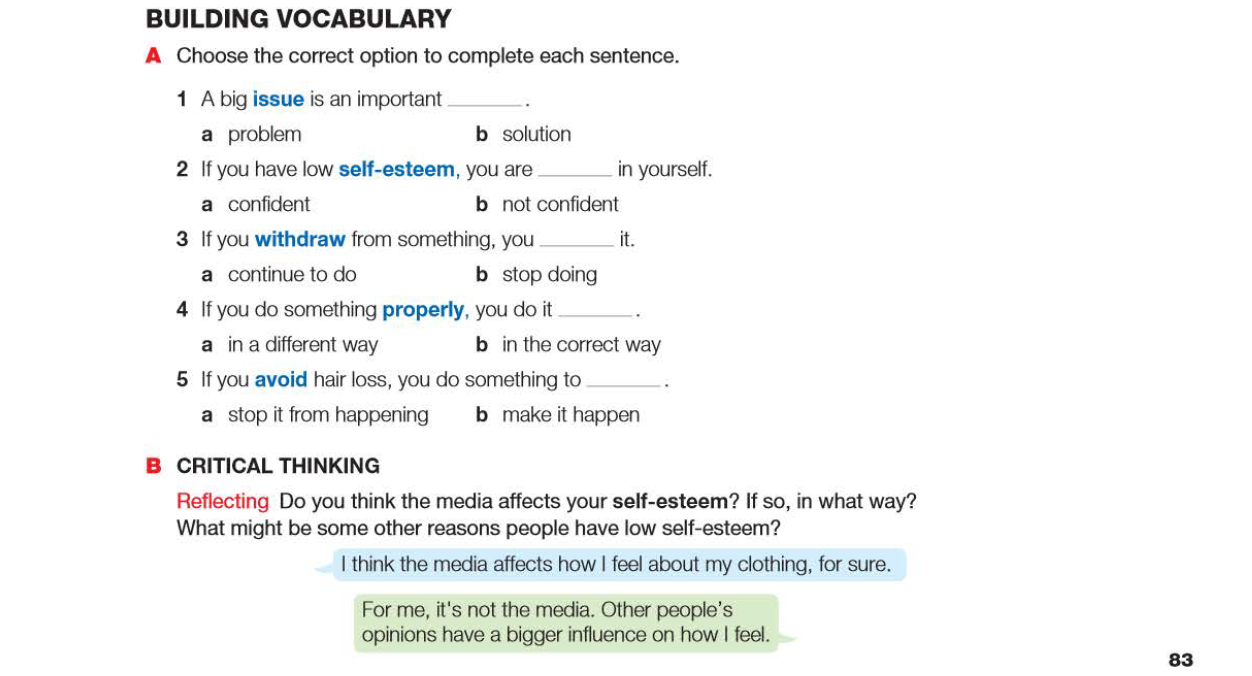 BUILDING VOCABULARY
A Choose the correct option to complete each sentence.
1 A big issue is an important ________.
a problem b solution
2 If you have low self-esteem, you are ________ in yourself.
a confident b not confident
3 If you withdraw from something, you ________ it.
a continue to do b stop doing
4 If you do something properly, you do it ________.
a in a different way b in the correct way
5 If you avoid hair loss, you do something to ________.
a stop it from happening b make it happen
B CRITICAL THINKING
Reflecting Do you think the media affects your self-esteem? If so, in what way?
What might be some other reasons people have low self-esteem?
I think the media affects how I feel about my clothing, for sure.
For me, it's not the media. Other people’s
opinions have a bigger influence on how I feel.
83